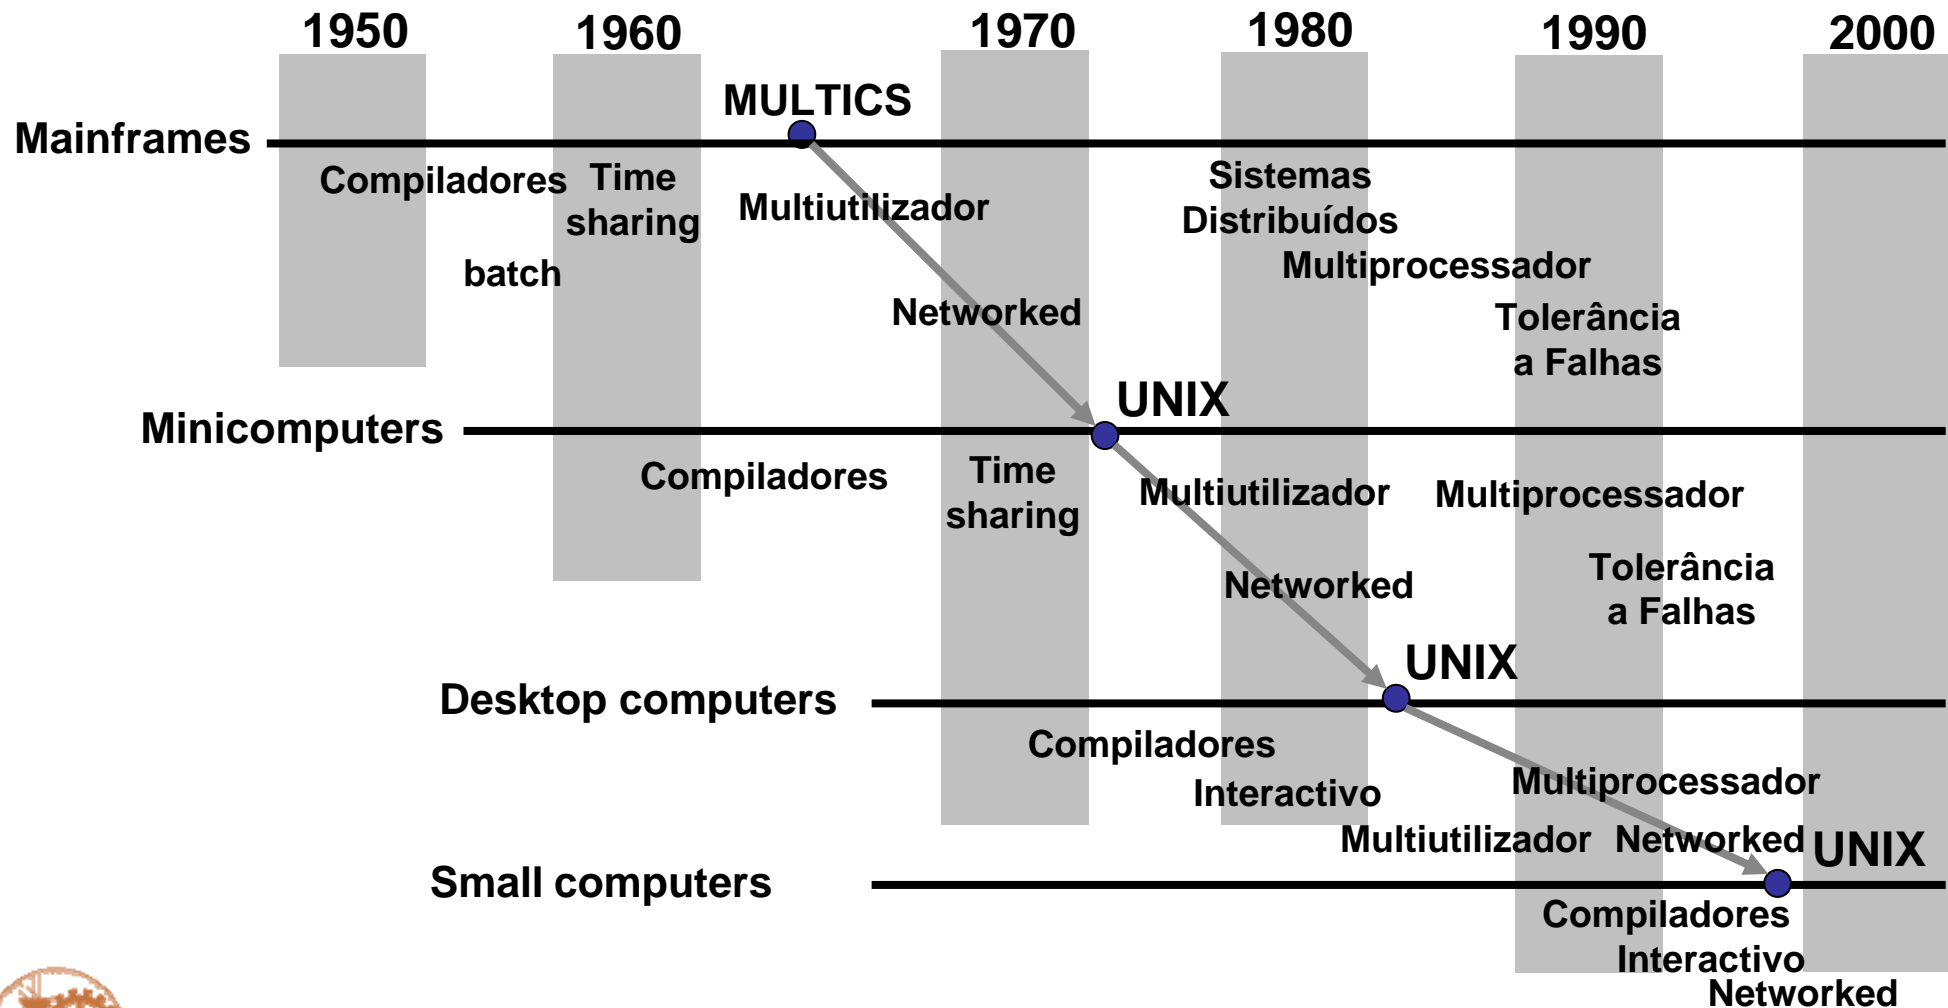 1950 1960 1970 1980 1990 2000
MULTICS
Mainframes
Compiladores
Time
sharing
batch
Multiutilizador
Networked
Sistemas
Distribuídos
Multiprocessador
Tolerância
a Falhas
UNIX
Minicomputers
Compiladores
Time
sharing
Multiutilizador
Multiprocessador
Networked
Tolerância
a Falhas
UNIX
Desktop computers
Compiladores
Interactivo
Multiprocessador
Multiutilizador
Networked
UNIX
Small computers
Compiladores
Interactivo
Networked